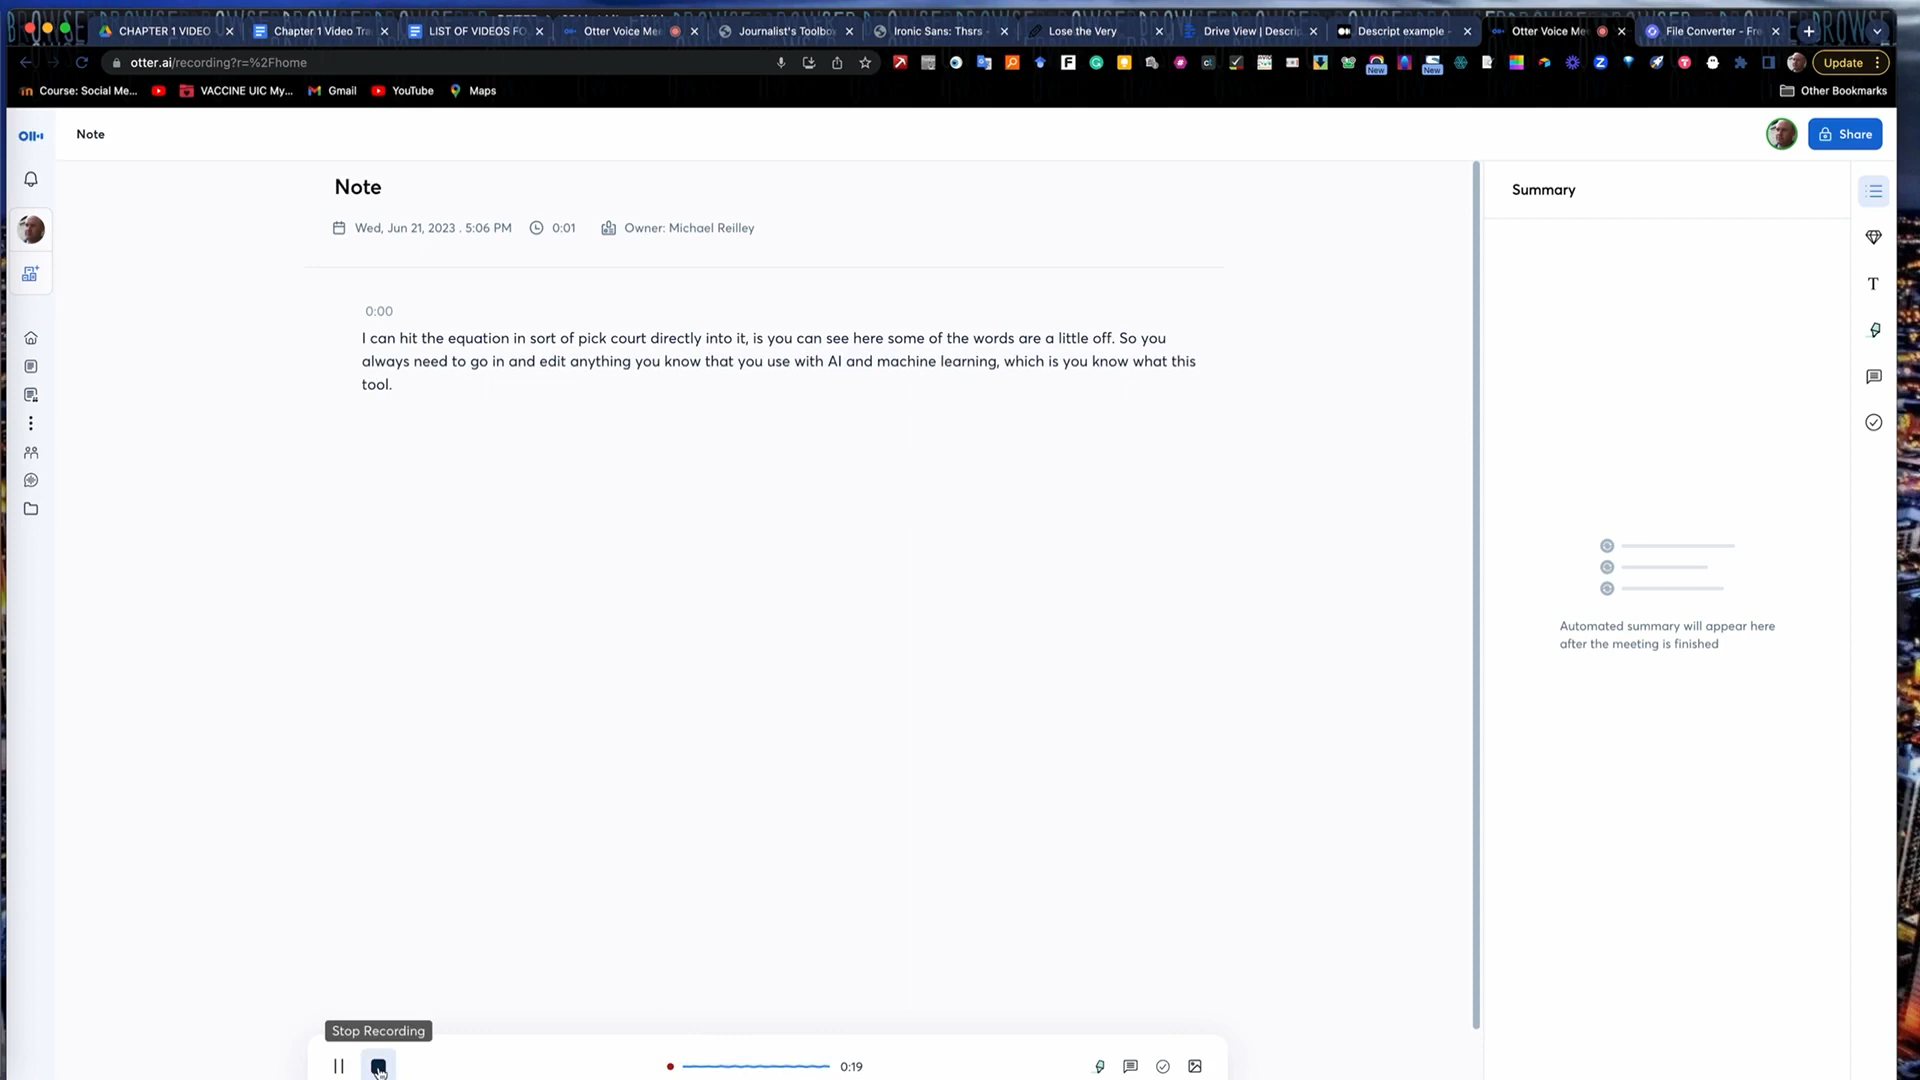 CHAPTER 1 VIDEO
Chapter 1 Video Tra
LIST OF VIDEOS FO
Otter Voice Me
Journalist's Toolbo
Ironic Sans: Thsrs
Lose the Very
Drive View | Descri
Descript example
Otter Voice Me
File Converter - Fre
otter.ai/recording?r=%2Fhome
New
New
Update
Course: Social Me...
VACCINE UIC My...
Gmail
YouTube
Maps
Other Bookmarks
Note
Share
Note
Wed, Jun 21, 2023 . 5:06 PM
0:01
Owner: Michael Reilley
Summary
0:00
I can hit the equation in sort of pick court directly into it, is you can see here some of the words are a little off. So you
always need to go in and edit anything you know that you use with AI and machine learning, which is you know what this
tool.
Automated summary will appear here
after the meeting is finished
Stop Recording
0:19